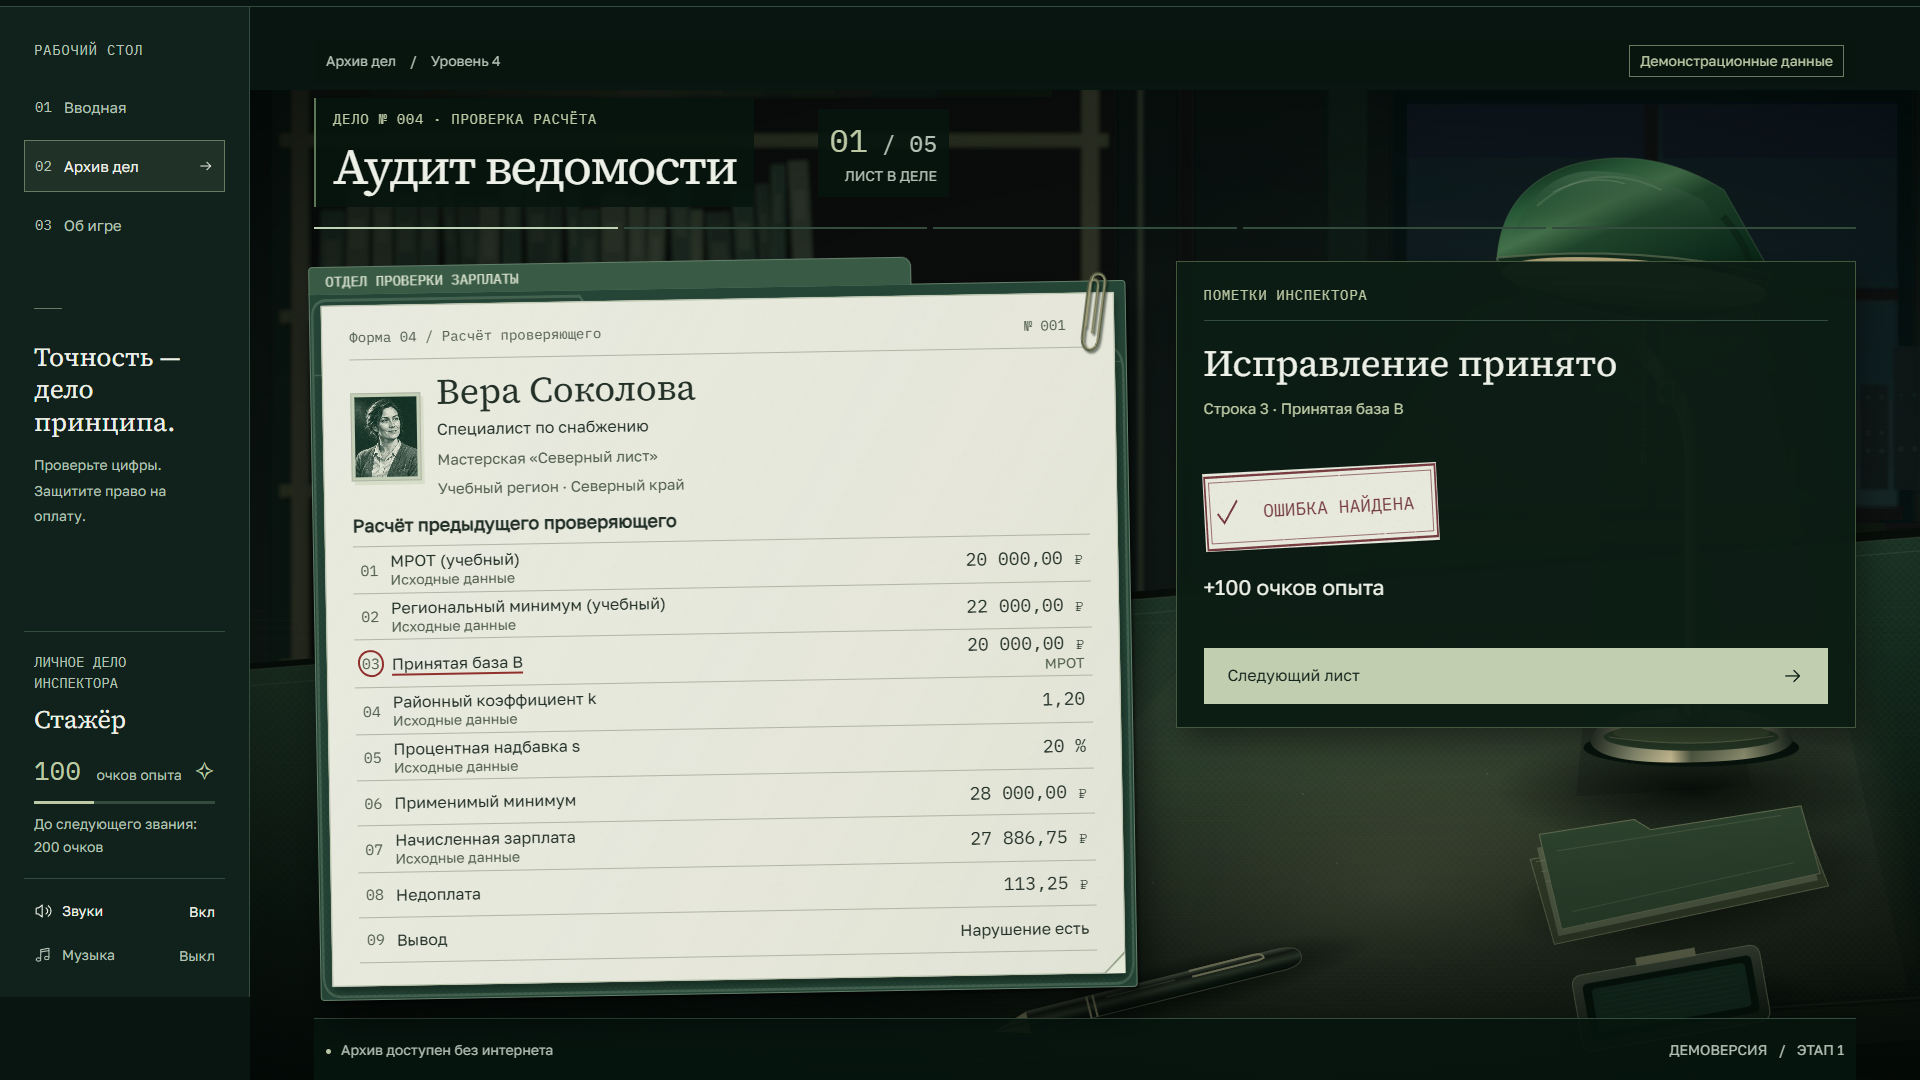 РАБОЧИЙ СТОЛ
01 Вводная
02 Архив дел →
03 Об игре
Точность —
дело
принципа.
Проверьте цифры.
Защитите право на
оплату.
ЛИЧНОЕ ДЕЛО
ИНСПЕКТОРА
Стажёр
100 очков опыта
До следующего звания:
200 очков
Звуки Вкл
Музыка Выкл
Архив дел / Уровень 4
Демонстрационные данные
ДЕЛО № 004 · ПРОВЕРКА РАСЧЁТА
Аудит ведомости
01 / 05
ЛИСТ В ДЕЛЕ
ОТДЕЛ ПРОВЕРКИ ЗАРПЛАТЫ
Форма 04 / Расчёт проверяющего
№ 001
Вера Соколова
Специалист по снабжению
Мастерская «Северный лист»
Учебный регион · Северный край
Расчёт предыдущего проверяющего
01 МРОТ (учебный) 20 000,00 ₽
Исходные данные
02 Региональный минимум (учебный) 22 000,00 ₽
Исходные данные
03 Принятая база B 20 000,00 ₽
МРОТ
04 Районный коэффициент k 1,20
Исходные данные
05 Процентная надбавка s 20 %
Исходные данные
06 Применимый минимум 28 000,00 ₽
07 Начисленная зарплата 27 886,75 ₽
Исходные данные
08 Недоплата 113,25 ₽
09 Вывод Нарушение есть
ПОМЕТКИ ИНСПЕКТОРА
Исправление принято
Строка 3 · Принятая база B
✓ ОШИБКА НАЙДЕНА
+100 очков опыта
Следующий лист →
• Архив доступен без интернета
ДЕМОВЕРСИЯ / ЭТАП 1